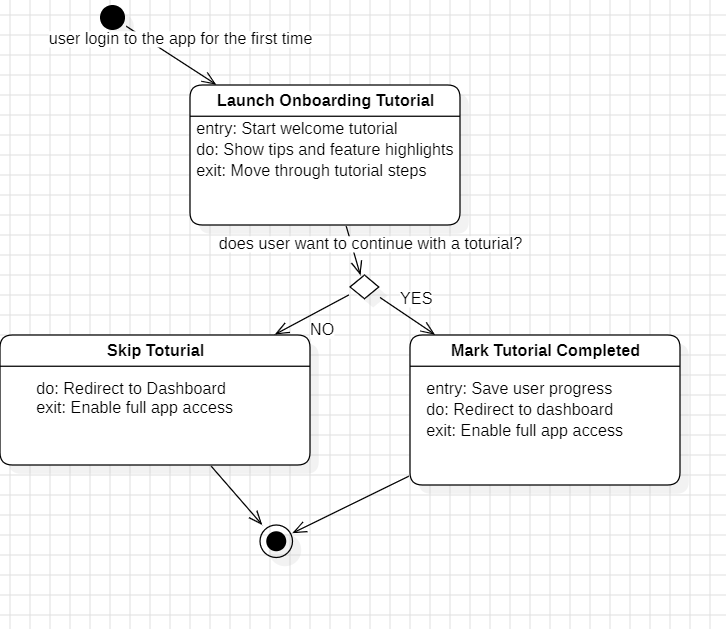 user login to the app for the first time
Launch Onboarding Tutorial
entry: Start welcome tutorial
do: Show tips and feature highlights
exit: Move through tutorial steps
does user want to continue with a toturial?
YES
NO
Skip Toturial
do: Redirect to Dashboard
exit: Enable full app access
Mark Tutorial Completed
entry: Save user progress
do: Redirect to dashboard
exit: Enable full app access